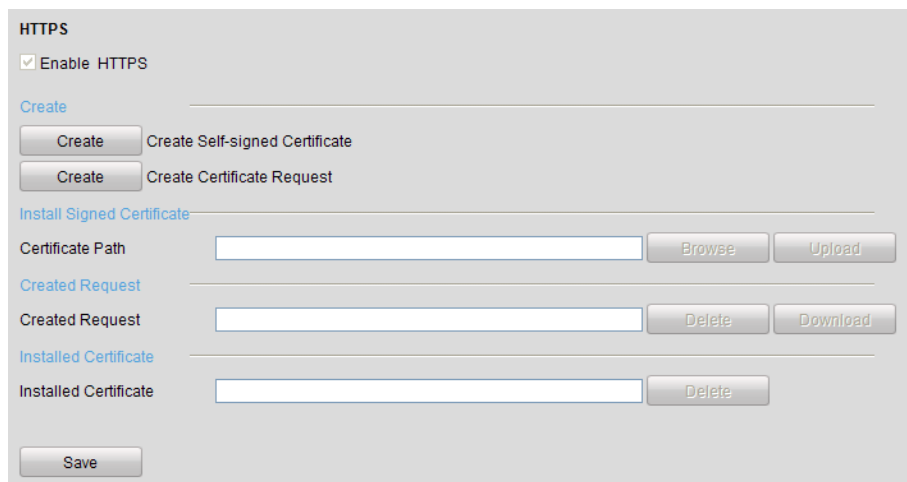 HTTPS
Enable HTTPS
Create
Create Create Self-signed Certificate
Create Create Certificate Request
Install Signed Certificate
Certificate Path Browse Upload
Created Request
Created Request Delete Download
Installed Certificate
Installed Certificate Delete
Save